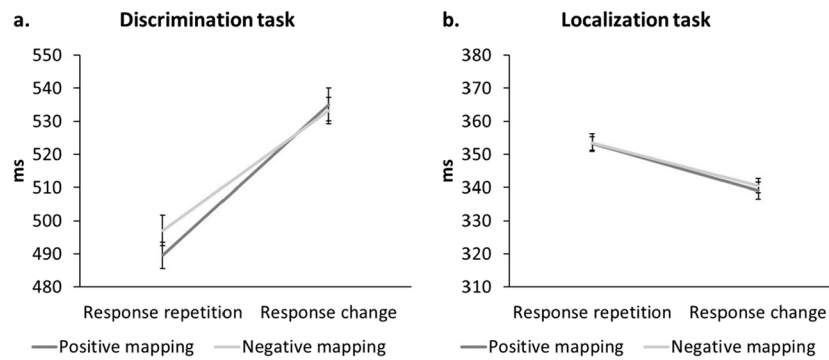 a. Discrimination task
550
540
530
520
510
500
490
480
ms
Response repetition Response change
Positive mapping Negative mapping
b. Localization task
380
370
360
350
340
330
320
310
ms
Response repetition Response change
Positive mapping Negative mapping